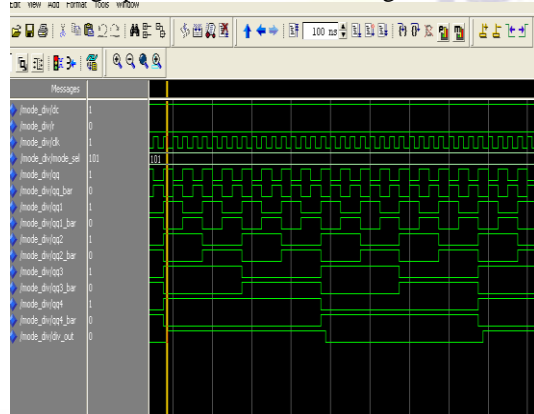 Edit View Add Format Tools Window
100 ns
Messages
/mode_div/dc 1
/mode_div/r 0
/mode_div/clk 1
/mode_div/mode_sel 101 101
/mode_div/qq 1
/mode_div/qq_bar 0
/mode_div/qq1 1
/mode_div/qq1_bar 0
/mode_div/qq2 1
/mode_div/qq2_bar 0
/mode_div/qq3 1
/mode_div/qq3_bar 0
/mode_div/qq4 1
/mode_div/qq4_bar 0
/mode_div/div_out 0